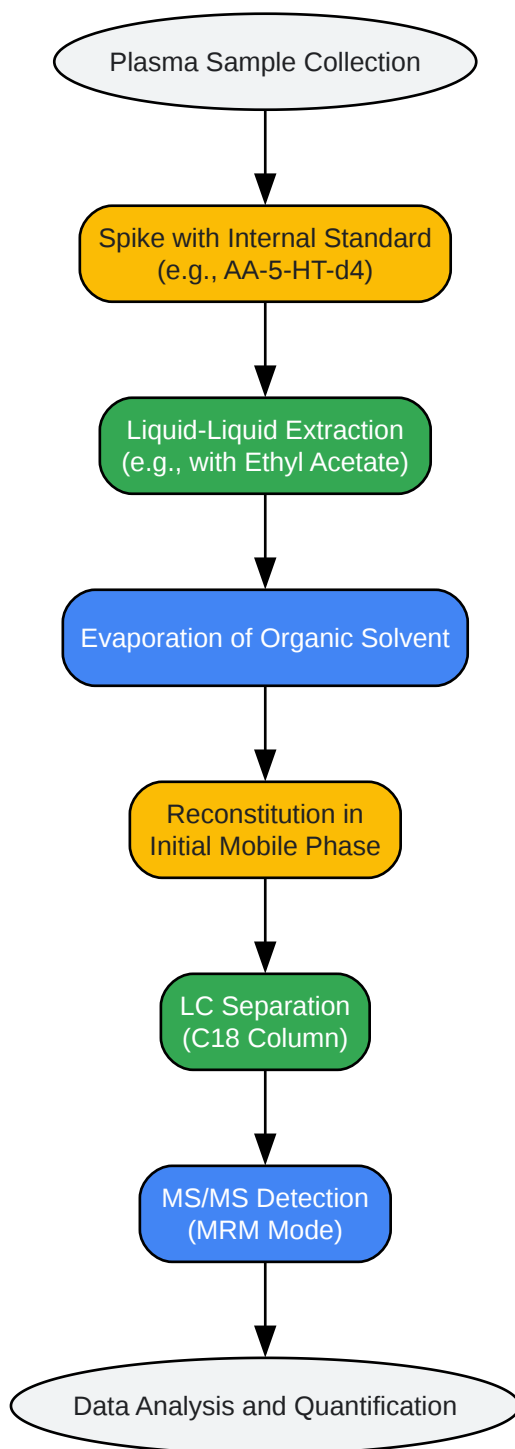 Plasma Sample Collection
Spike with Internal Standard
(e.g., AA-5-HT-d4)
Liquid-Liquid Extraction
(e.g., with Ethyl Acetate)
Evaporation of Organic Solvent
Reconstitution in
Initial Mobile Phase
LC Separation
(C18 Column)
MS/MS Detection
(MRM Mode)
Data Analysis and Quantification